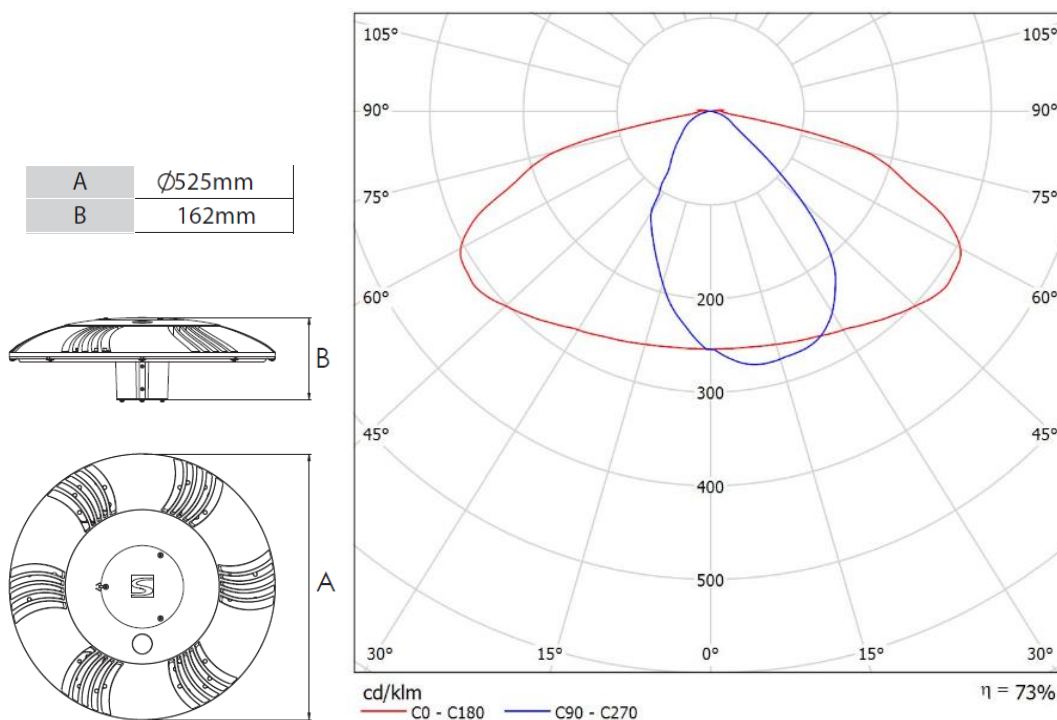 A Ø525mm
B 162mm
B
A
105° 105°
90° 90°
75° 75°
60° 60°
45° 45°
200
300
400
500
30° 15° 0° 15° 30°
cd/klm η = 73%
C0 - C180 C90 - C270